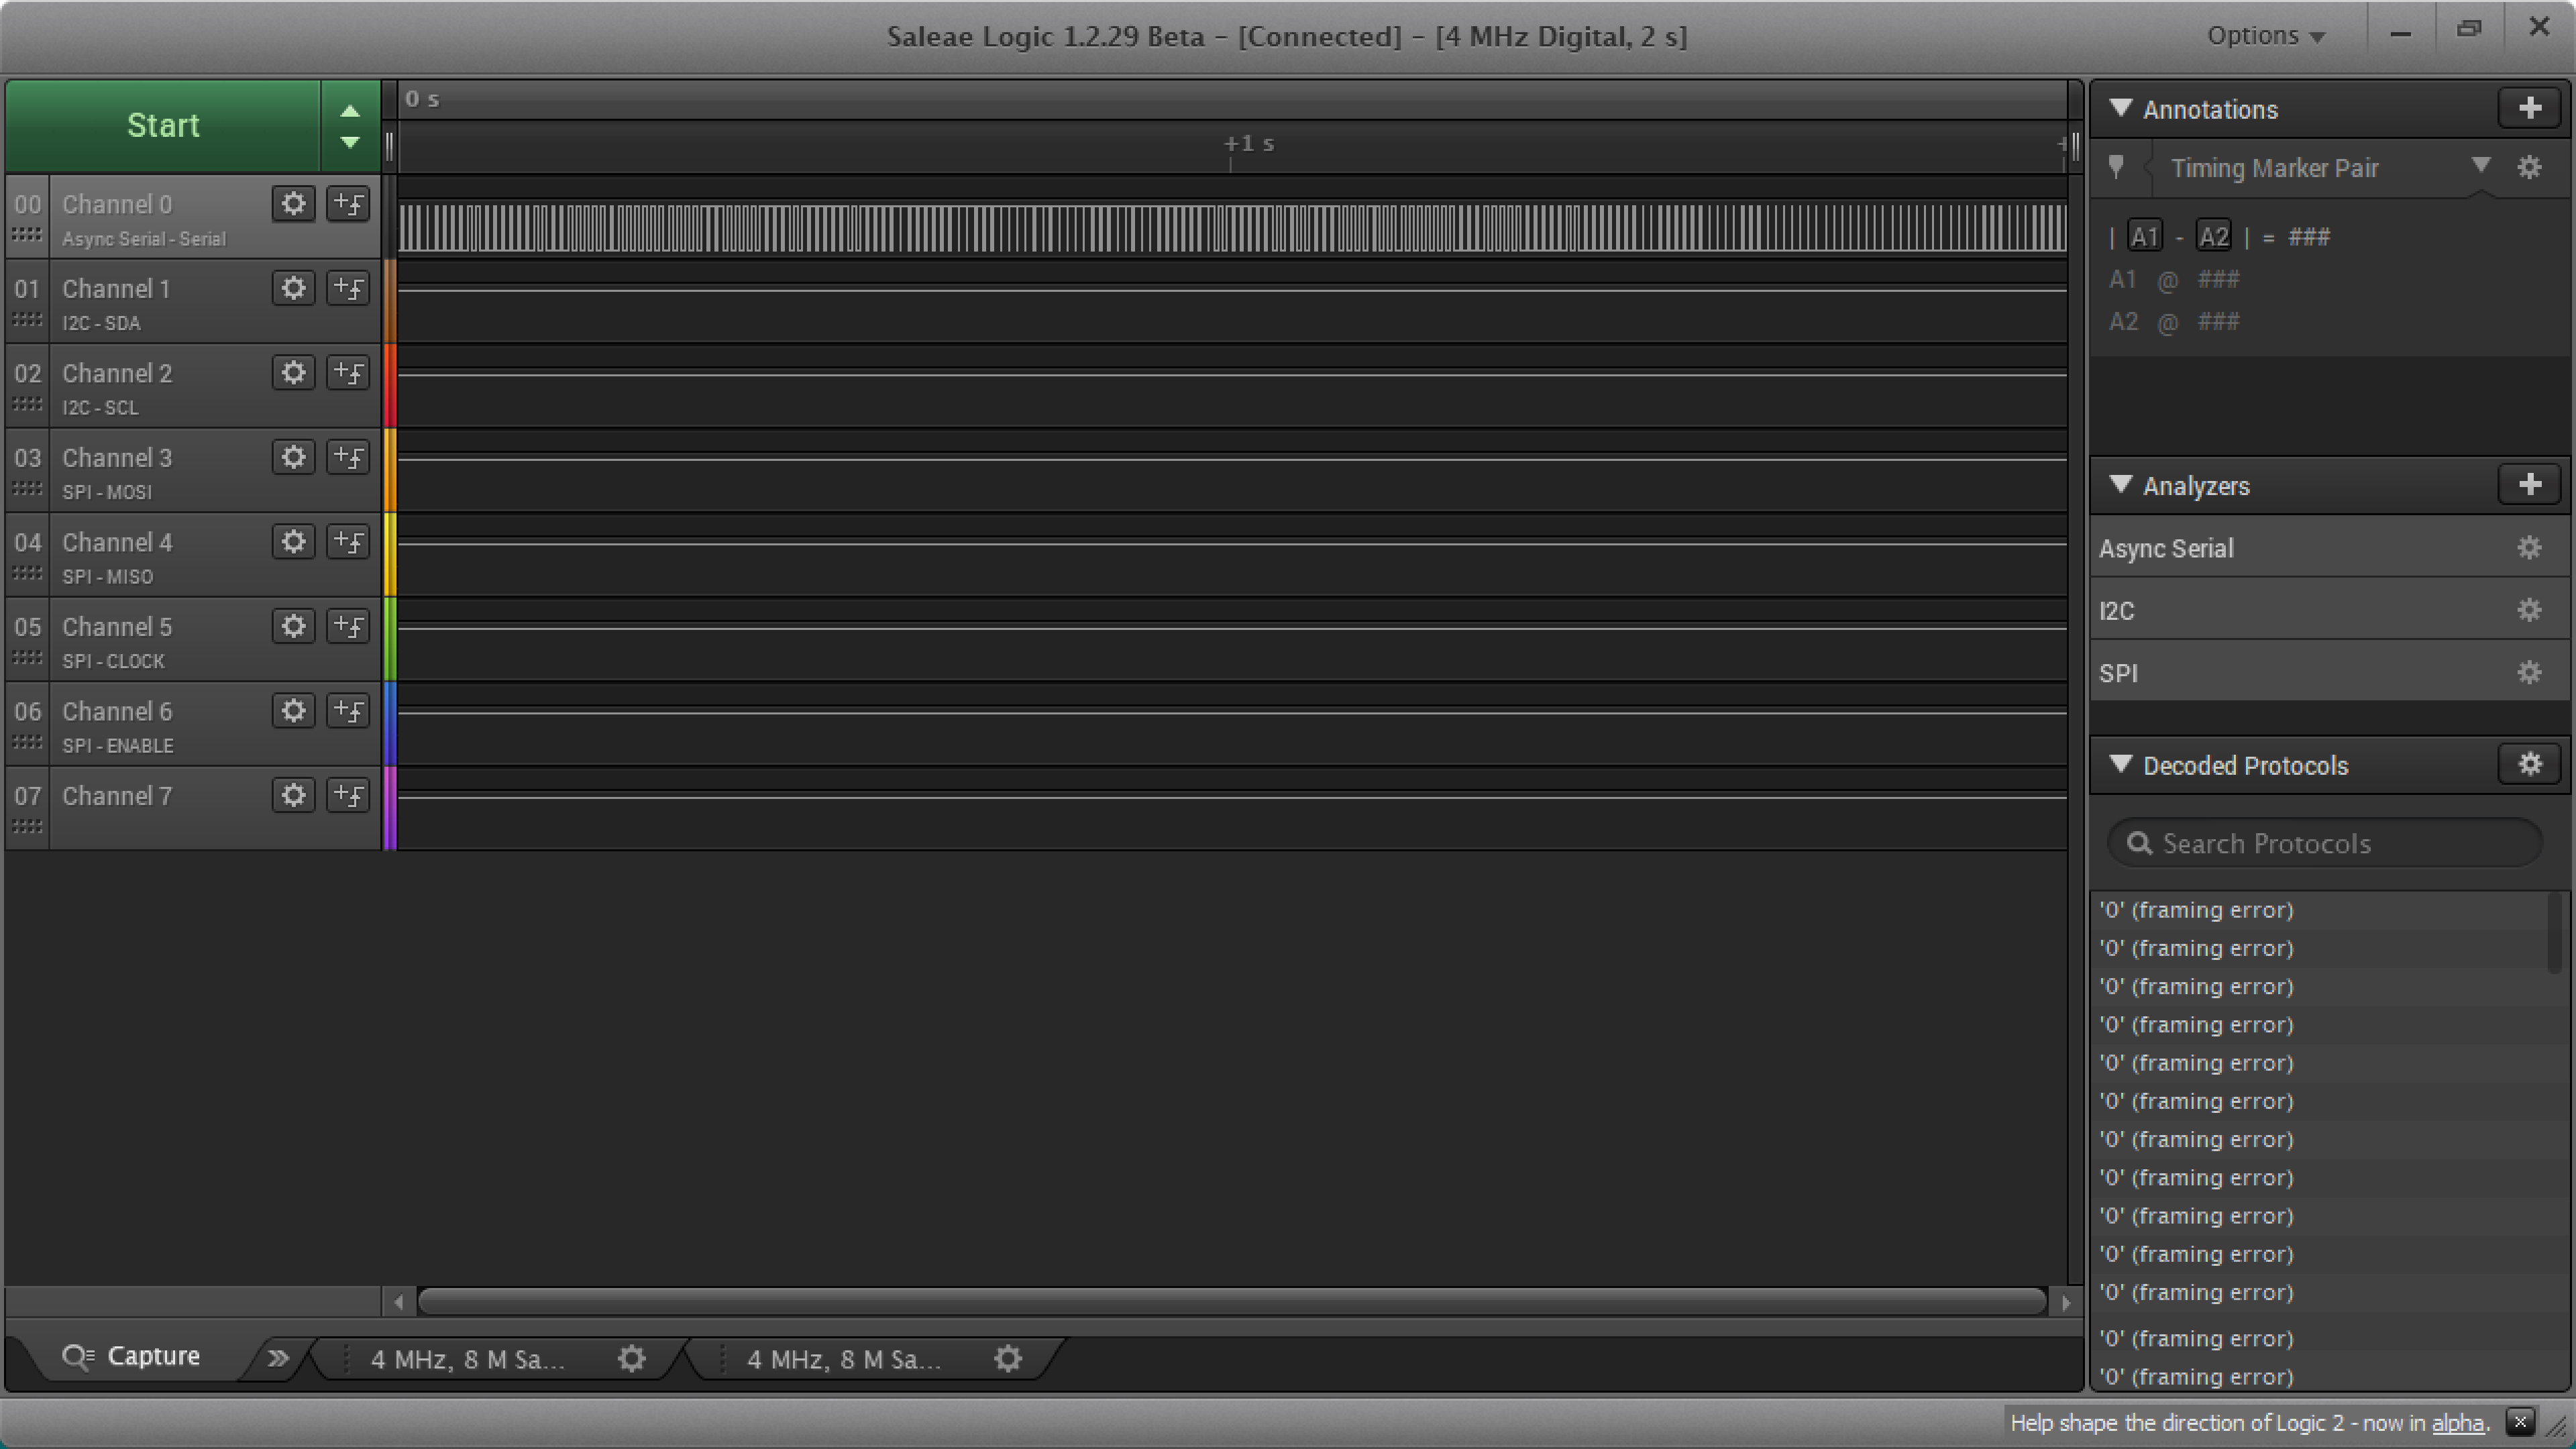 Saleae Logic 1.2.29 Beta - [Connected] - [4 MHz Digital, 2 s]
Options
Start
0 s
+1 s
+
00 Channel 0
Async Serial - Serial
01 Channel 1
I2C - SDA
02 Channel 2
I2C - SCL
03 Channel 3
SPI - MOSI
04 Channel 4
SPI - MISO
05 Channel 5
SPI - CLOCK
06 Channel 6
SPI - ENABLE
07 Channel 7
Capture
4 MHz, 8 M Sa...
4 MHz, 8 M Sa...
Annotations
Timing Marker Pair
| A1 - A2 | = ###
A1 @ ###
A2 @ ###
Analyzers
Async Serial
I2C
SPI
Decoded Protocols
Search Protocols
'0' (framing error)
'0' (framing error)
'0' (framing error)
'0' (framing error)
'0' (framing error)
'0' (framing error)
'0' (framing error)
'0' (framing error)
'0' (framing error)
'0' (framing error)
'0' (framing error)
'0' (framing error)
'0' (framing error)
Help shape the direction of Logic 2 - now in alpha.